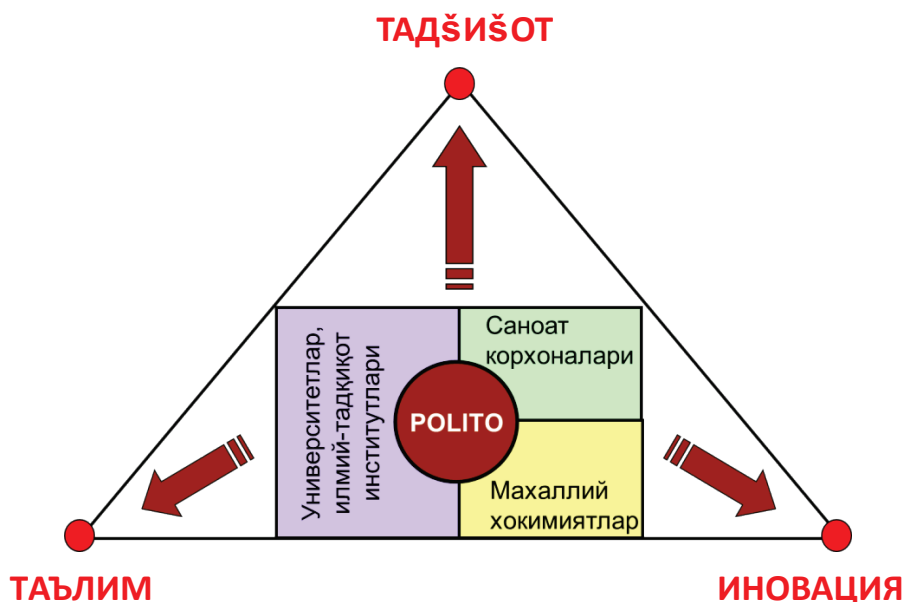 ТАДŠИŠОТ
Университетлар,
илмий-тадқиқот
институтлари
Саноат
корхоналари
POLITO
Махаллий
хокимиятлар
ТАЪЛИМ
ИНОВАЦИЯ